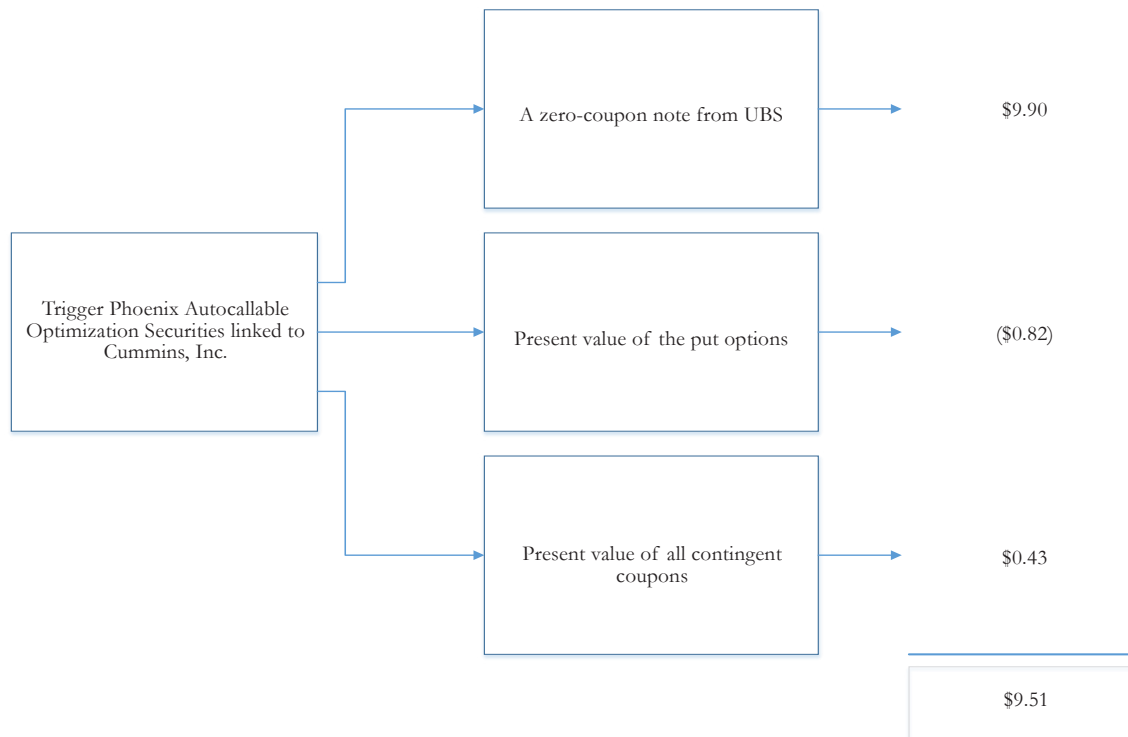 A zero-coupon note from UBS
$9.90
Trigger Phoenix Autocallable
Optimization Securities linked to
Cummins, Inc.
Present value of the put options
($0.82)
Present value of all contingent
coupons
$0.43
$9.51